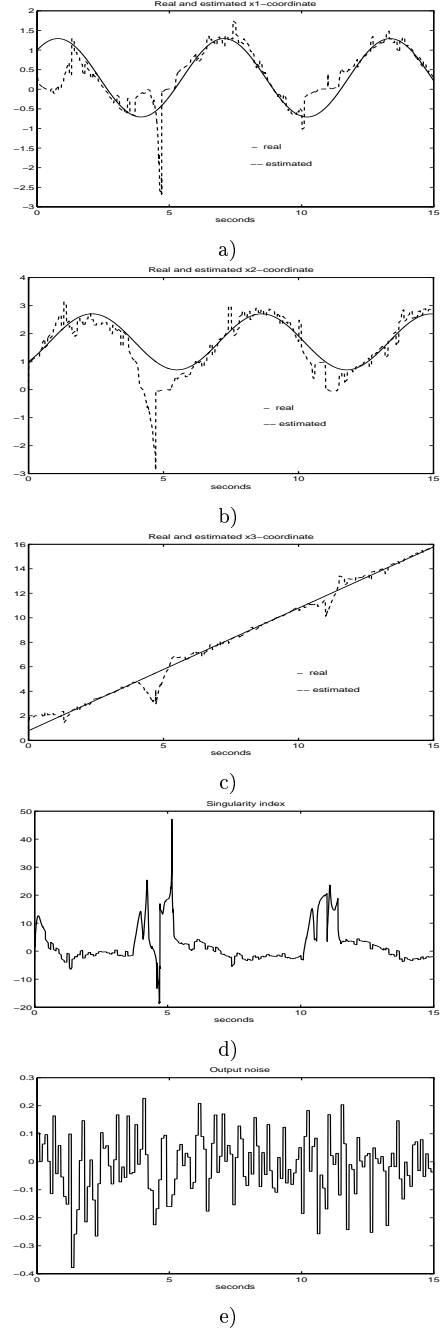 Real and estimated x1−coordinate
2
1.5
1
0.5
0
−0.5
−1
−1.5
−2
−2.5
−3
− real
−− estimated
0 5 10 15
seconds
a)
Real and estimated x2−coordinate
4
3
2
1
0
−1
−2
−3
− real
−− estimated
0 5 10 15
seconds
b)
Real and estimated x3−coordinate
16
14
12
10
8
6
4
2
0
− real
−− estimated
0 5 10 15
seconds
c)
Singularity index
50
40
30
20
10
0
−10
−20
0 5 10 15
seconds
d)
Output noise
0.3
0.2
0.1
0
−0.1
−0.2
−0.3
−0.4
0 5 10 15
seconds
e)